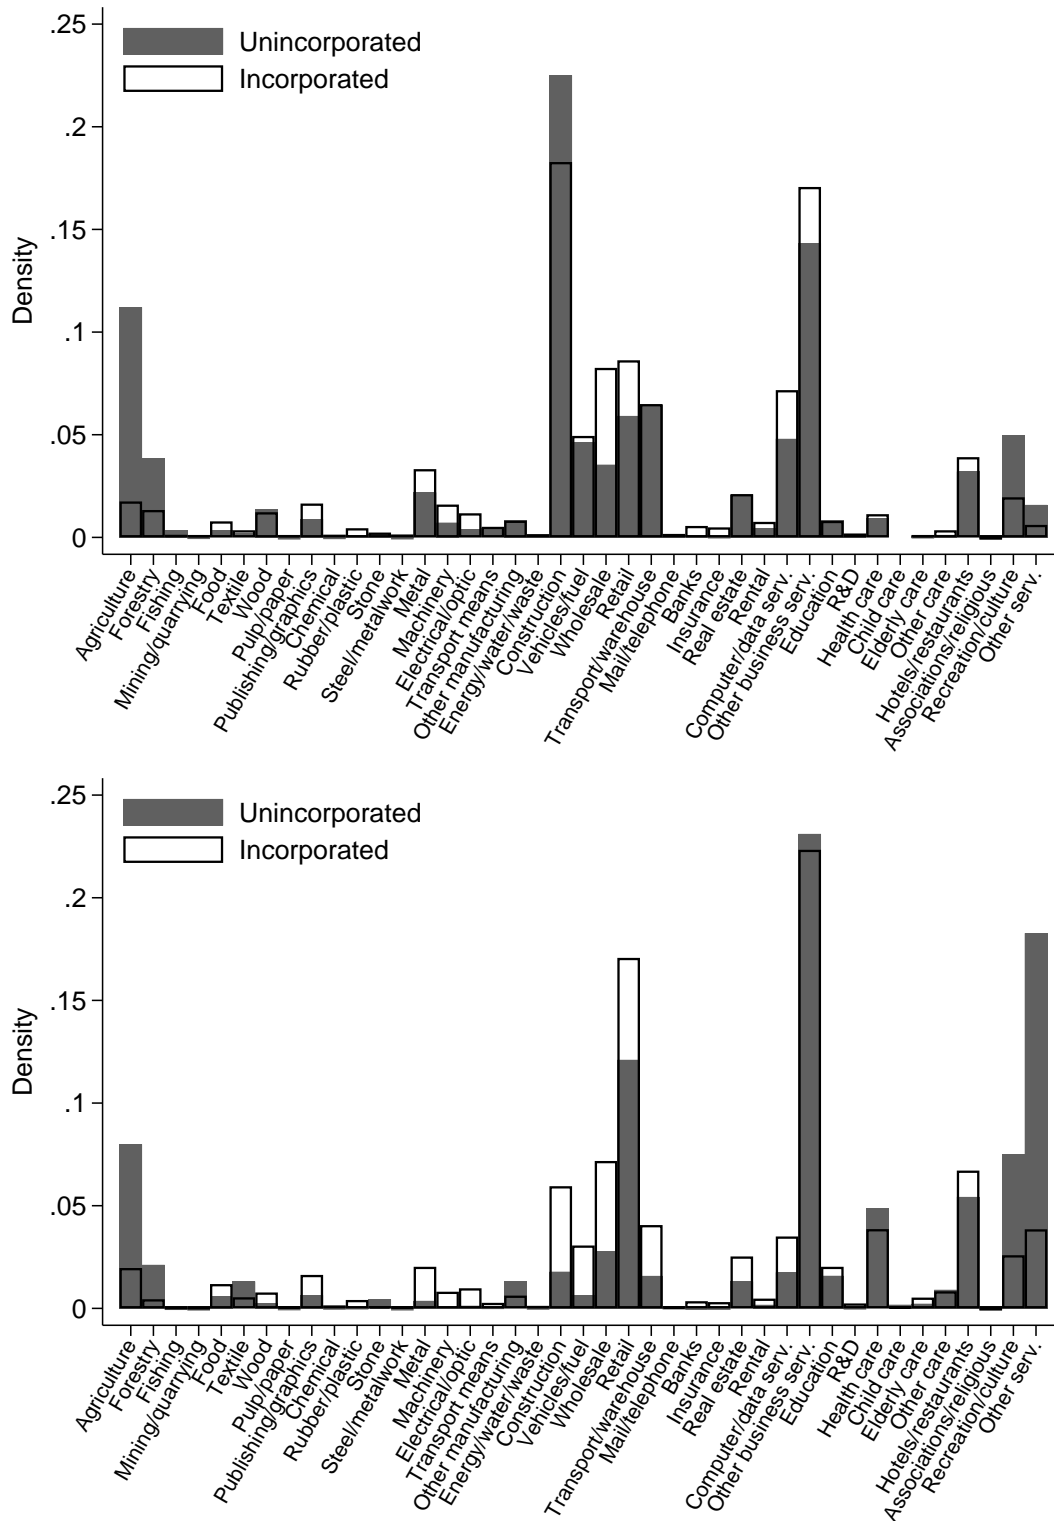 .25
.2
.15
.1
.05
0
Density
Unincorporated
Incorporated
Agriculture
Forestry
Fishing
Mining/quarrying
Food
Textile
Wood
Pulp/paper
Publishing/graphics
Chemical
Rubber/plastic
Stone
Steel/metalwork
Metal
Machinery
Electrical/optic
Transport means
Other manufacturing
Energy/water/waste
Construction
Vehicles/fuel
Wholesale
Retail
Transport/warehouse
Mail/telephone
Banks
Insurance
Real estate
Rental
Computer/data serv.
Other business serv.
Education
R&D
Health care
Child care
Elderly care
Other care
Hotels/restaurants
Associations/religious
Recreation/culture
Other serv.
.25
.2
.15
.1
.05
0
Density
Unincorporated
Incorporated
Agriculture
Forestry
Fishing
Mining/quarrying
Food
Textile
Wood
Pulp/paper
Publishing/graphics
Chemical
Rubber/plastic
Stone
Steel/metalwork
Metal
Machinery
Electrical/optic
Transport means
Other manufacturing
Energy/water/waste
Construction
Vehicles/fuel
Wholesale
Retail
Transport/warehouse
Mail/telephone
Banks
Insurance
Real estate
Rental
Computer/data serv.
Other business serv.
Education
R&D
Health care
Child care
Elderly care
Other care
Hotels/restaurants
Associations/religious
Recreation/culture
Other serv.